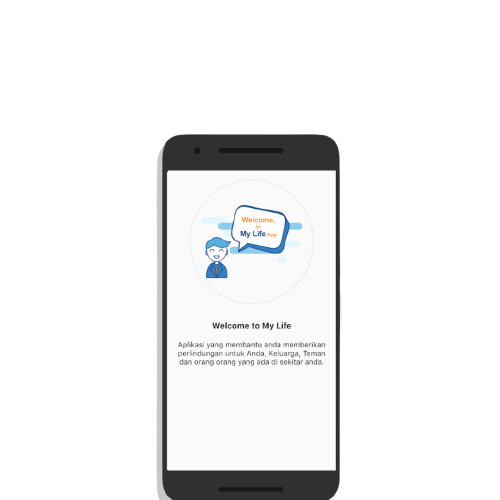 Welcome,
to
My Life App
Welcome to My Life
Aplikasi yang membantu anda memberikan
perlindungan untuk Anda, Keluarga, Teman
dan orang orang yang ada di sekitar anda.